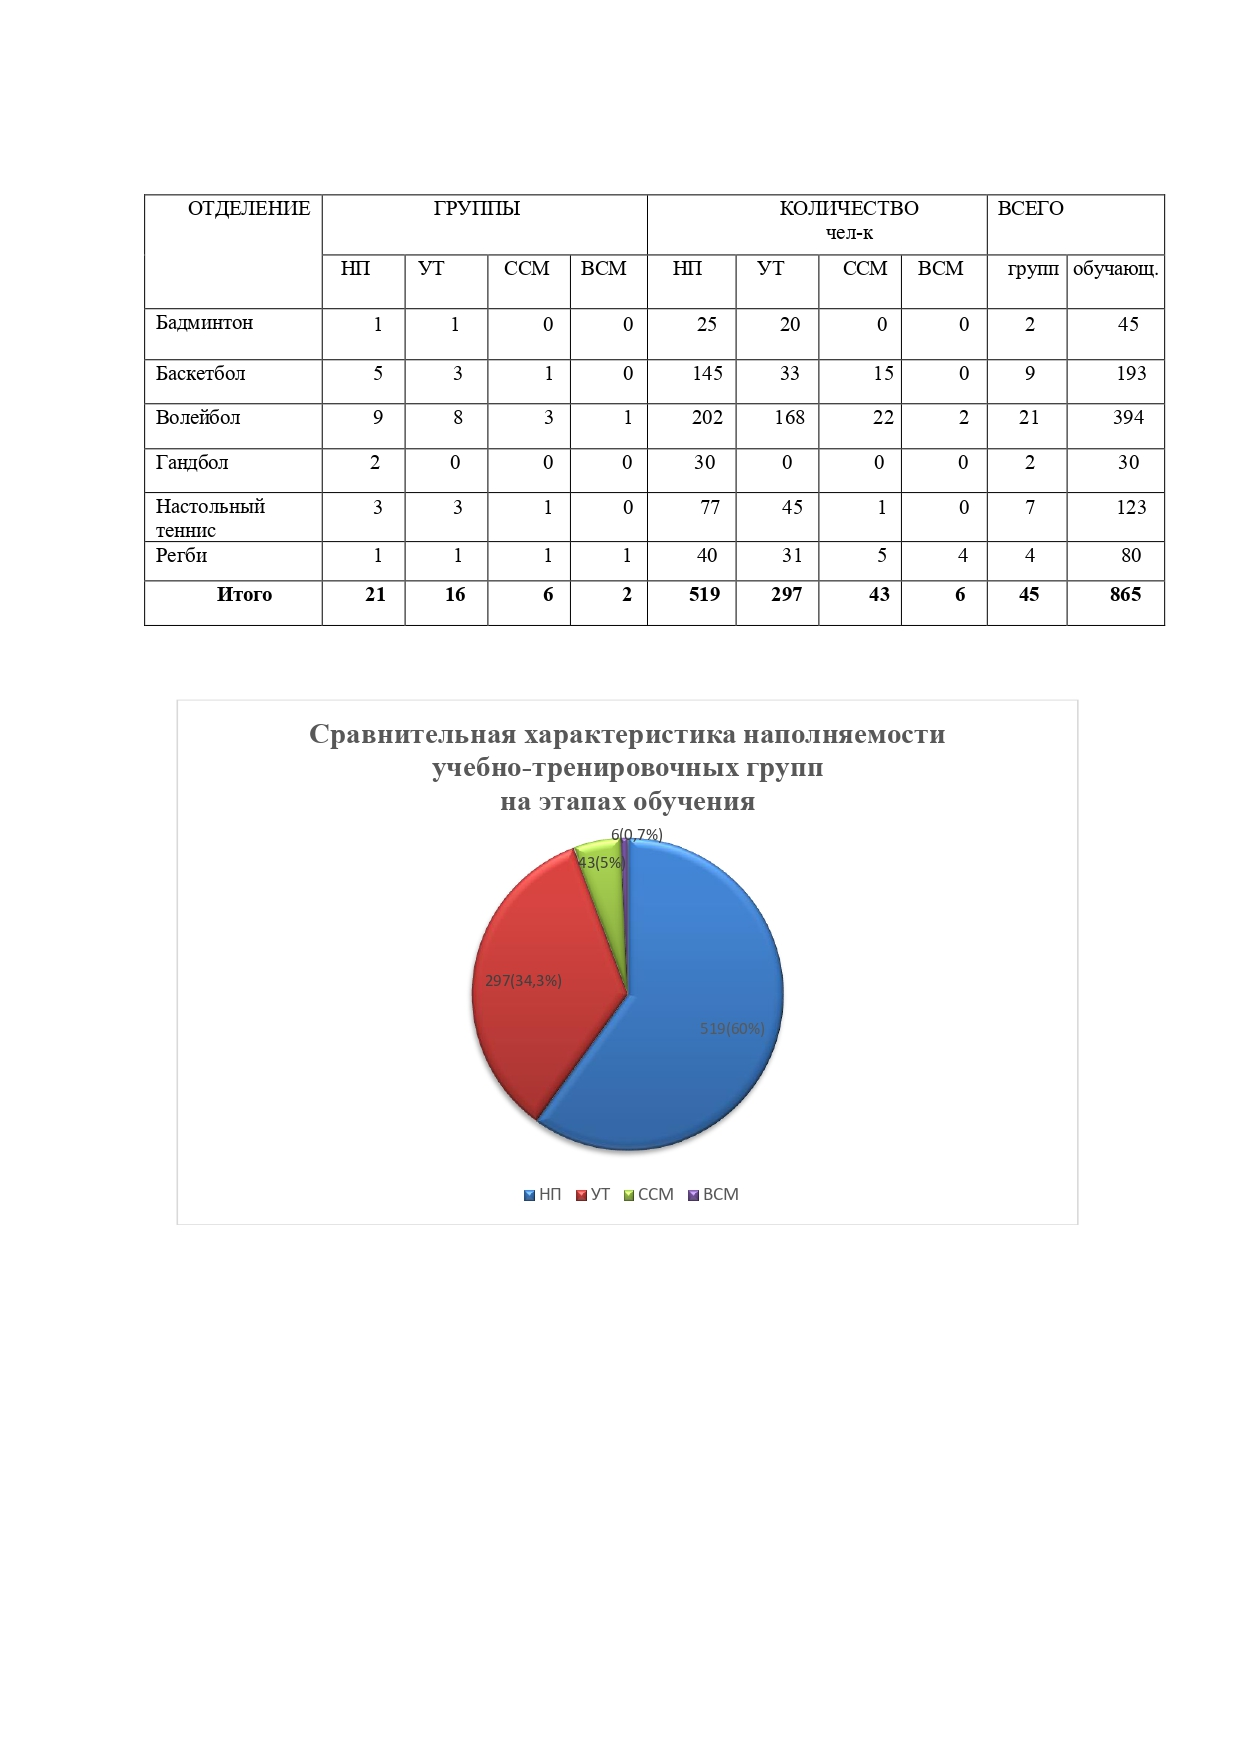 ОТДЕЛЕНИЕ ГРУППЫ КОЛИЧЕСТВО ВСЕГО
чел-к
НП УТ ССМ ВСМ НП УТ ССМ ВСМ групп обучающ.
Бадминтон 1 1 0 0 25 20 0 0 2 45
Баскетбол 5 3 1 0 145 33 15 0 9 193
Волейбол 9 8 3 1 202 168 22 2 21 394
Гандбол 2 0 0 0 30 0 0 0 2 30
Настольный 3 3 1 0 77 45 1 0 7 123
теннис
Регби 1 1 1 1 40 31 5 4 4 80
Итого 21 16 6 2 519 297 43 6 45 865
Сравнительная характеристика наполняемости
учебно-тренировочных групп
на этапах обучения
6(0,7%)
43(5%)
297(34,3%)
519(60%)
НП УТ ССМ ВСМ